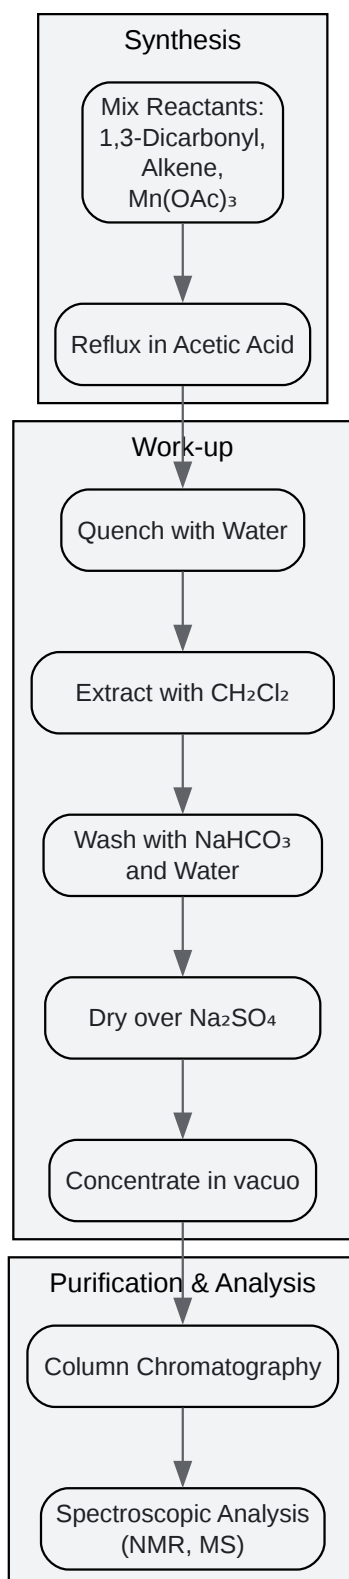 Synthesis
Mix Reactants:
1,3-Dicarbonyl,
Alkene,
Mn(OAc)₃
Reflux in Acetic Acid
Work-up
Quench with Water
Extract with CH₂Cl₂
Wash with NaHCO₃
and Water
Dry over Na₂SO₄
Concentrate in vacuo
Purification & Analysis
Column Chromatography
Spectroscopic Analysis
(NMR, MS)